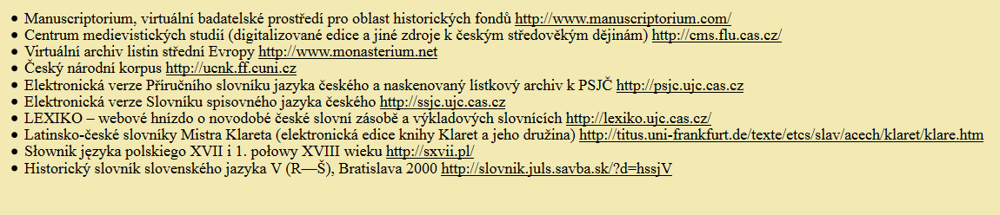 • Manuscriptorium, virtuální badatelské prostředí pro oblast historických fondů http://www.manuscriptorium.com/
• Centrum medievistických studií (digitalizované edice a jiné zdroje k českým středověkým dějinám) http://cms.flu.cas.cz/
• Virtuální archiv listin střední Evropy http://www.monasterium.net
• Český národní korpus http://ucnk.ff.cuni.cz
• Elektronická verze Příručního slovníku jazyka českého a naskenovaný lístkový archiv k PSJČ http://psjc.ujc.cas.cz
• Elektronická verze Slovníku spisovného jazyka českého http://ssjc.ujc.cas.cz
• LEXIKO – webové hnízdo o novodobé české slovní zásobě a výkladových slovnících http://lexiko.ujc.cas.cz/
• Latinsko-české slovníky Mistra Klareta (elektronická edice knihy Klaret a jeho družina) http://titus.uni-frankfurt.de/texte/etcs/slav/acech/klaret/klare.htm
• Słownik języka polskiego XVII i 1. połowy XVIII wieku http://sxvii.pl/
• Historický slovník slovenského jazyka V (R—Š), Bratislava 2000 http://slovnik.juls.savba.sk/?d=hssjV